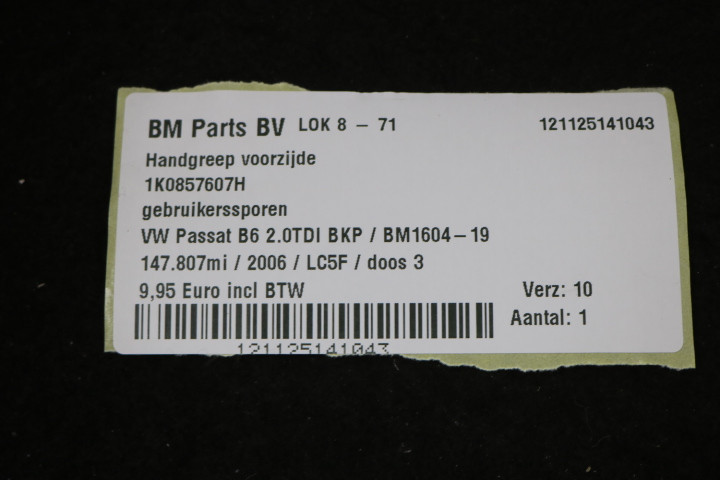 BM Parts BV LOK 8 - 71 121125141043
Handgreep voorzijde
1K0857607H
gebruikerssporen
VW Passat B6 2.0TDI BKP / BM1604-19
147.807mi / 2006 / LC5F / doos 3
9,95 Euro incl BTW Verz: 10
Aantal: 1
121125141043